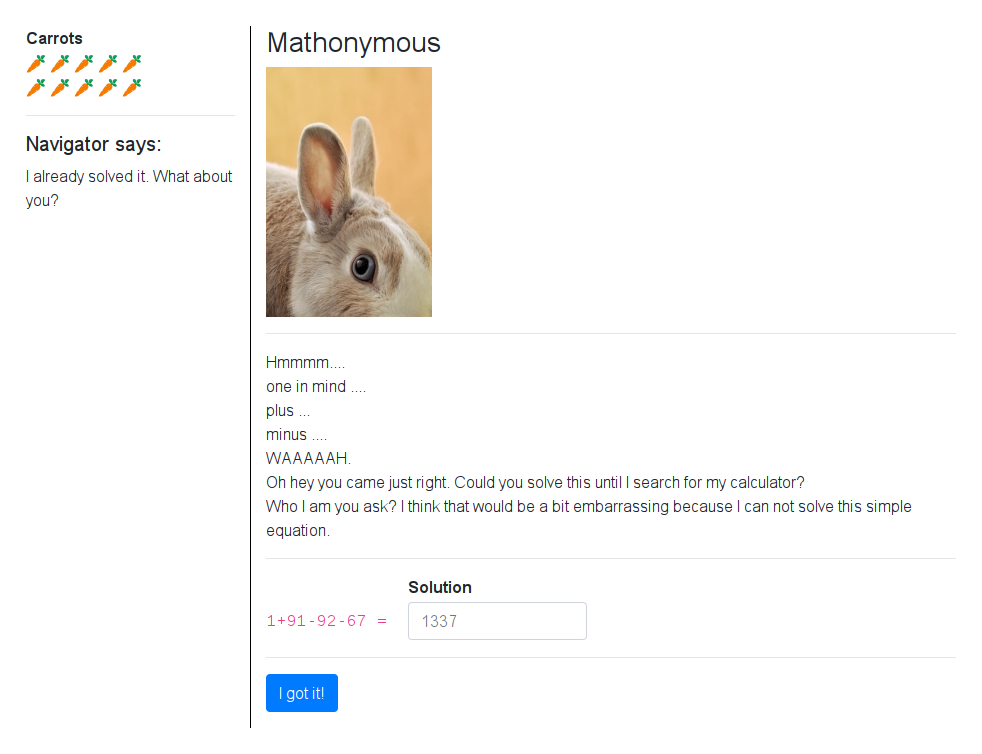 Carrots
Navigator says:
I already solved it. What about
you?
Mathonymous
Hmmmm....
one in mind ....
plus ...
minus ....
WAAAAAH.
Oh hey you came just right. Could you solve this until I search for my calculator?
Who I am you ask? I think that would be a bit embarrassing because I can not solve this simple
equation.
Solution
1+91-92-67 = 1337
I got it!